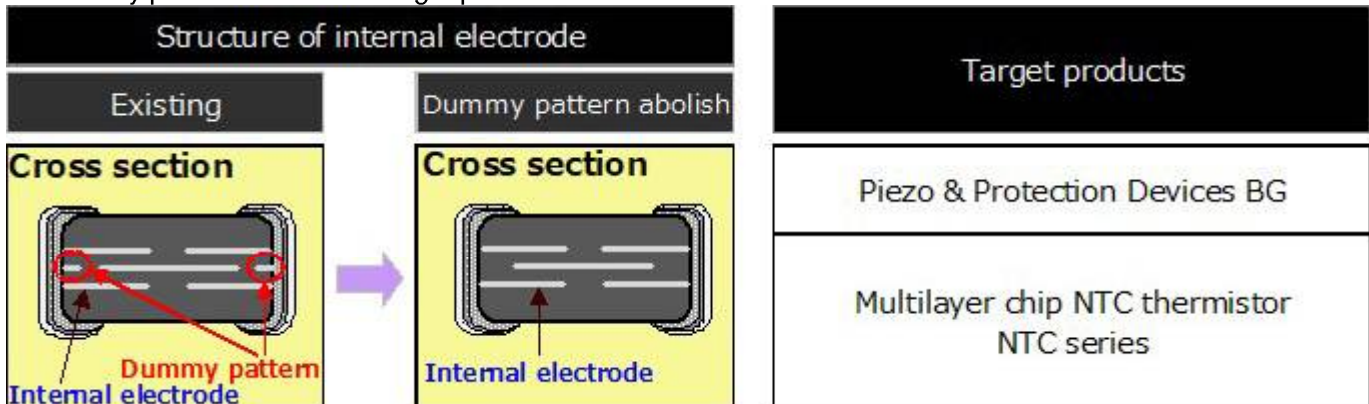 Structure of internal electrode
Target products
Existing
Dummy pattern abolish
Cross section
Cross section
Piezo & Protection Devices BG
Multilayer chip NTC thermistor
NTC series
Dummy pattern
Internal electrode
Internal electrode